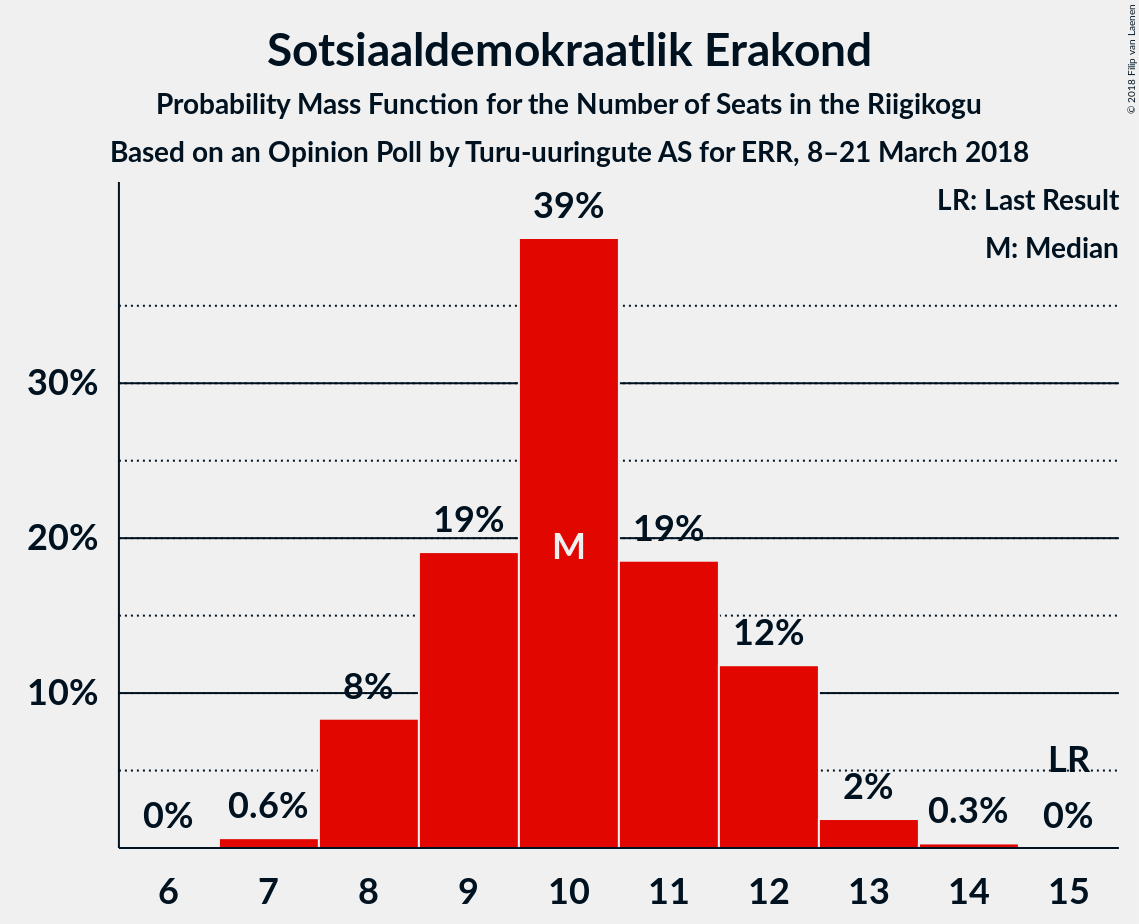 Sotsiaaldemokraatlik Erakond
Probability Mass Function for the Number of Seats in the Riigikogu
Based on an Opinion Poll by Turu-uuringute AS for ERR, 8–21 March 2018
© 2018 Filip van Laenen
LR: Last Result
M: Median
39%
30%
19%
19%
20%
M
12%
8%
10%
LR
2%
0%
0.6%
0.3%
0%
6 7 8 9 10 11 12 13 14 15